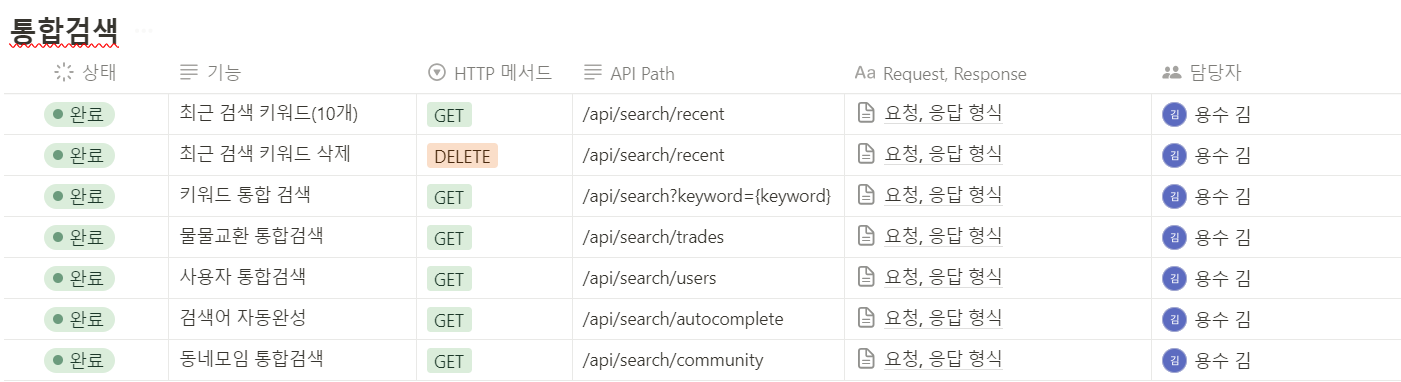 통합검색
상태 기능 HTTP 메서드 API Path Aa Request, Response 담당자
완료 최근 검색 키워드(10개) GET /api/search/recent 요청, 응답 형식 김 용수 김
완료 최근 검색 키워드 삭제 DELETE /api/search/recent 요청, 응답 형식 김 용수 김
완료 키워드 통합 검색 GET /api/search?keyword={keyword} 요청, 응답 형식 김 용수 김
완료 물물교환 통합검색 GET /api/search/trades 요청, 응답 형식 김 용수 김
완료 사용자 통합검색 GET /api/search/users 요청, 응답 형식 김 용수 김
완료 검색어 자동완성 GET /api/search/autocomplete 요청, 응답 형식 김 용수 김
완료 동네모임 통합검색 GET /api/search/community 요청, 응답 형식 김 용수 김